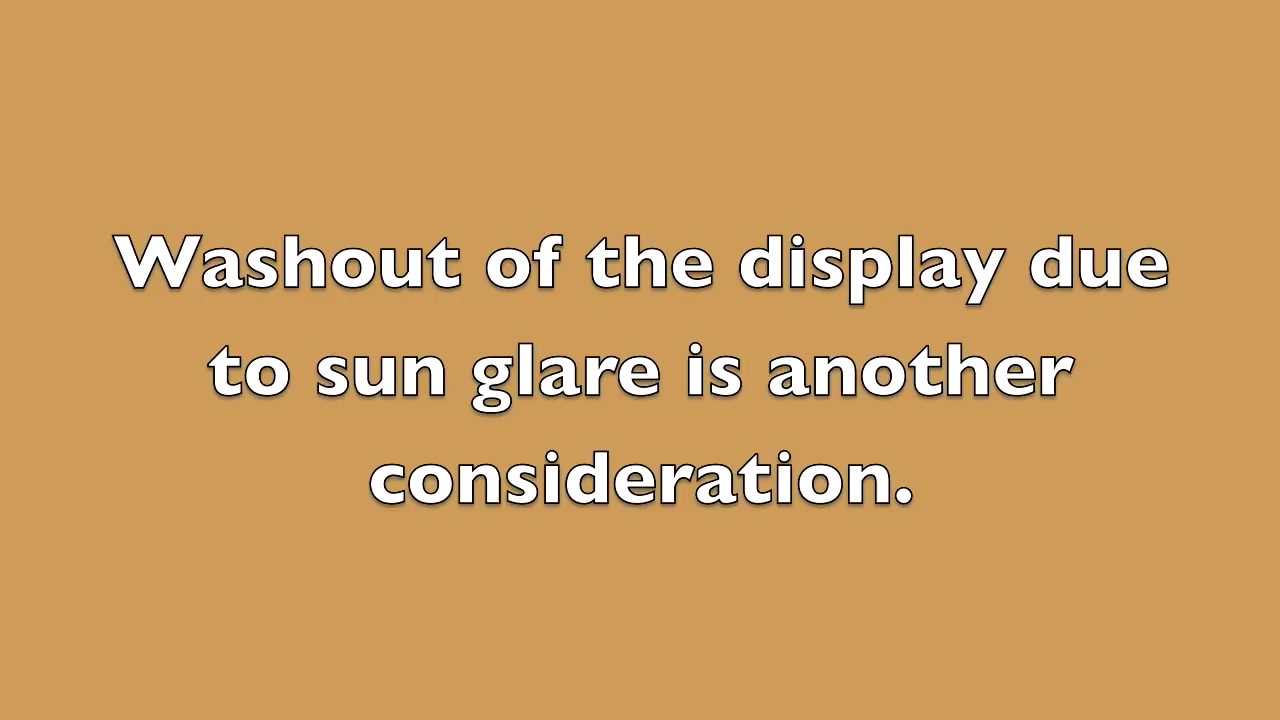 Washout of the display due
to sun glare is another
consideration.